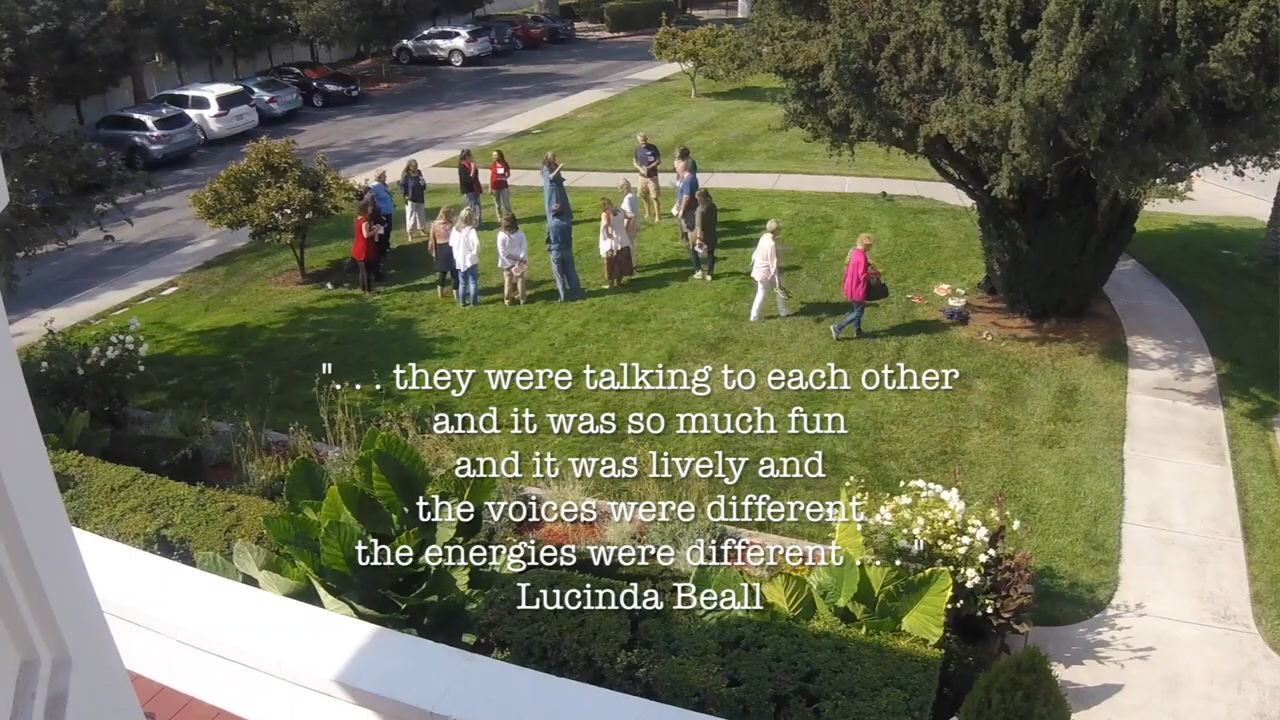 ". . . they were talking to each other
and it was so much fun
and it was lively and
the voices were different
the energies were different . . . "
Lucinda Beall